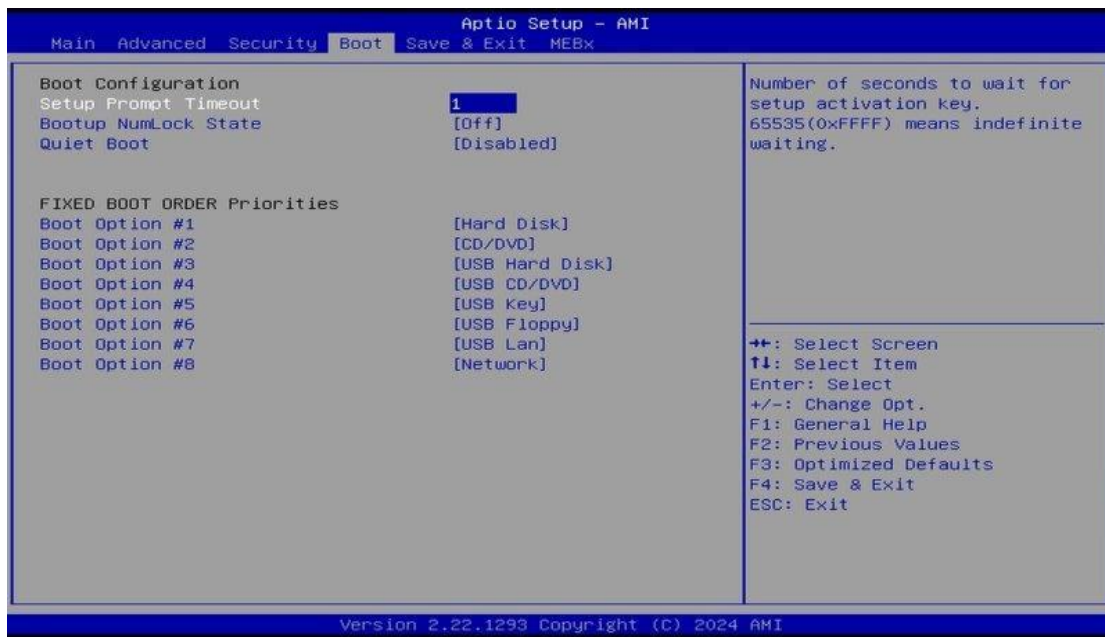 Aptio Setup - AMI
Main Advanced Security Boot Save & Exit MEBx
Boot Configuration
Setup Prompt Timeout 1
Bootup NumLock State [Off]
Quiet Boot [Disabled]
FIXED BOOT ORDER Priorities
Boot Option #1 [Hard Disk]
Boot Option #2 [CD/DVD]
Boot Option #3 [USB Hard Disk]
Boot Option #4 [USB CD/DVD]
Boot Option #5 [USB Key]
Boot Option #6 [USB Floppy]
Boot Option #7 [USB Lan]
Boot Option #8 [Network]
Number of seconds to wait for
setup activation key.
65535(0xFFFF) means indefinite
waiting.
→←: Select Screen
↑↓: Select Item
Enter: Select
+/-: Change Opt.
F1: General Help
F2: Previous Values
F3: Optimized Defaults
F4: Save & Exit
ESC: Exit
Version 2.22.1293 Copyright (C) 2024 AMI